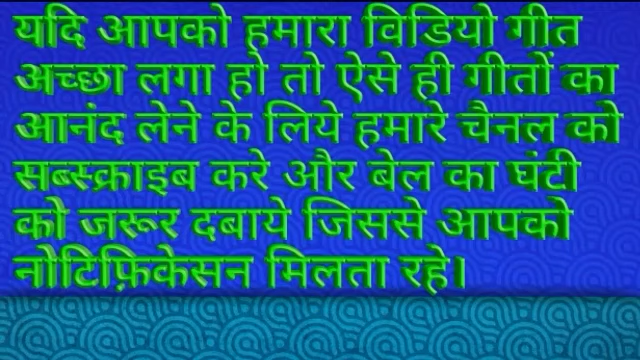 यदि आपको हमारा विडियो गीत
अच्छा लगा हो तो ऐसे ही गीतों का
आनंद लेने के लिये हमारे चैनल को
सब्स्क्राइब करे और बेल का घंटी
को जरूर दबाये जिससे आपको
नोटिफ़िकेसन मिलता रहे।